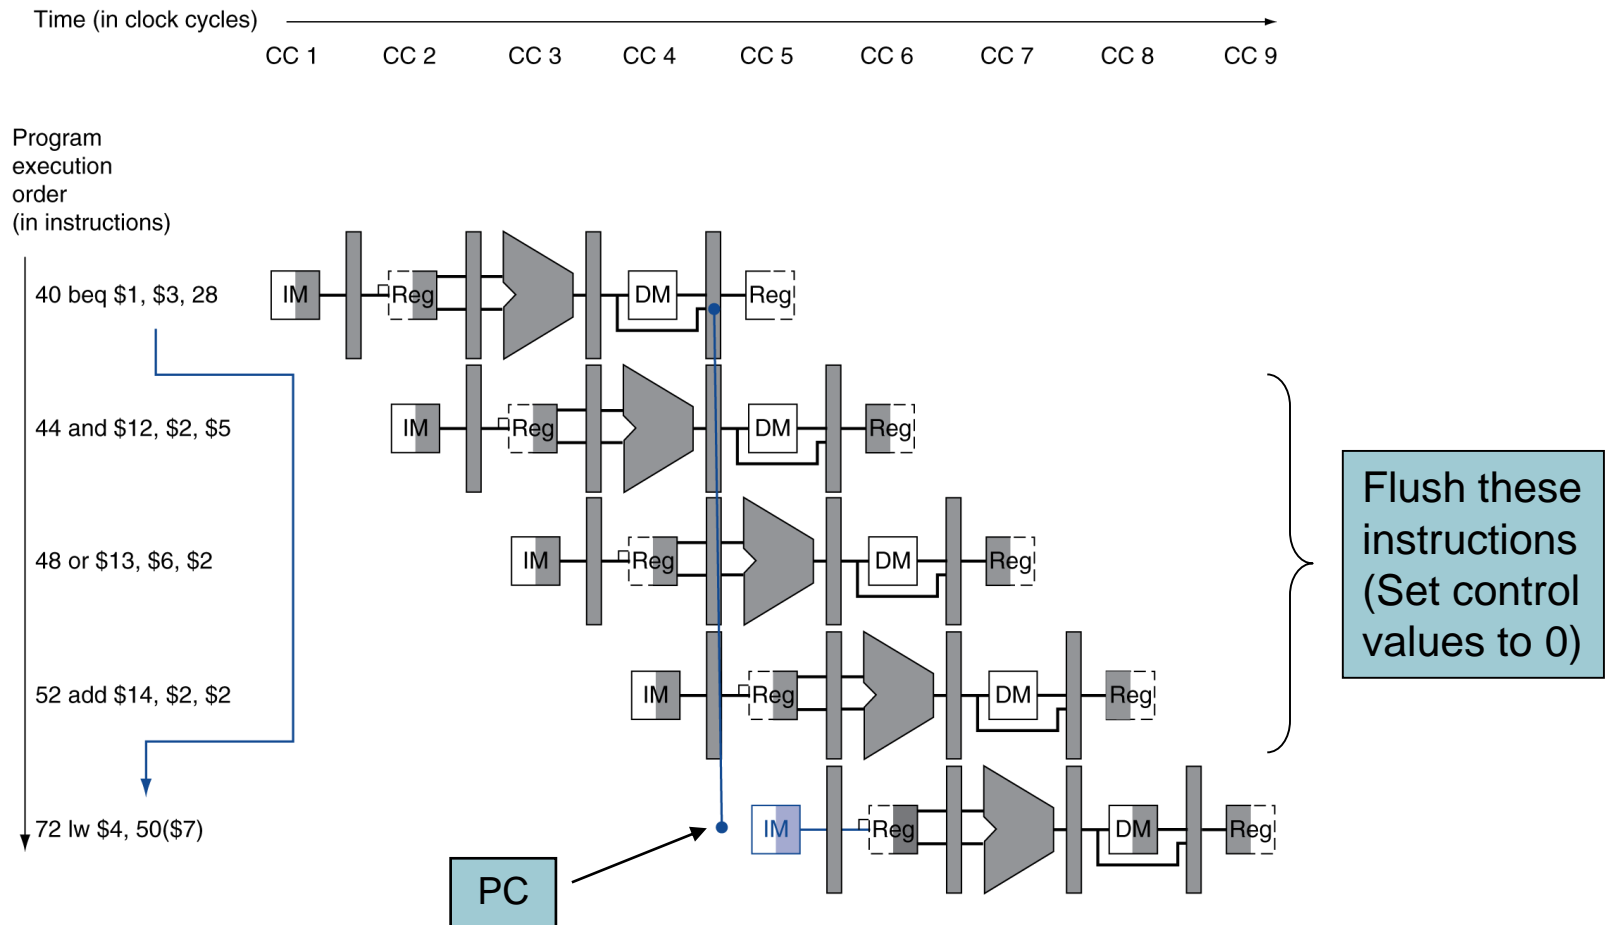 Time (in clock cycles)
CC 1 CC 2 CC 3 CC 4 CC 5 CC 6 CC 7 CC 8 CC 9
Program
execution
order
(in instructions)
40 beq $1, $3, 28
IM Reg DM Reg
44 and $12, $2, $5
IM Reg DM Reg
48 or $13, $6, $2
IM Reg DM Reg
52 add $14, $2, $2
IM Reg DM Reg
72 lw $4, 50($7)
IM Reg DM Reg
Flush these
instructions
(Set control
values to 0)
PC